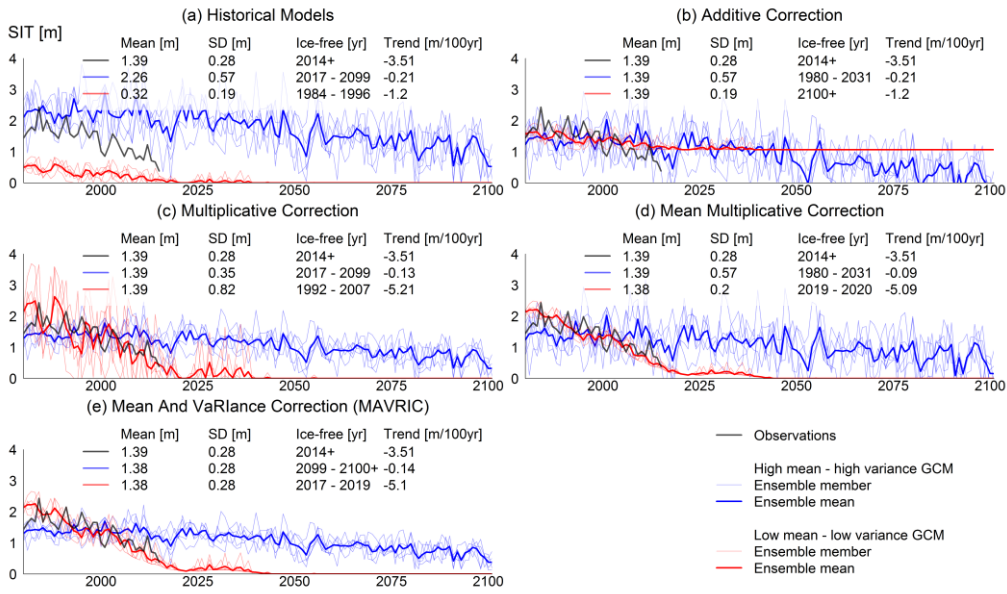 (a) Historical Models
SIT [m]
Mean [m] SD [m] Ice-free [yr] Trend [m/100yr]
1.39 0.28 2014+ -3.51
2.26 0.57 2017 - 2099 -0.21
0.32 0.19 1984 - 1996 -1.2
4
3
2
1
0
2000 2025 2050 2075 2100
(b) Additive Correction
Mean [m] SD [m] Ice-free [yr] Trend [m/100yr]
1.39 0.28 2014+ -3.51
1.39 0.57 1980 - 2031 -0.21
1.39 0.19 2100+ -1.2
4
3
2
1
0
2000 2025 2050 2075 2100
(c) Multiplicative Correction
Mean [m] SD [m] Ice-free [yr] Trend [m/100yr]
1.39 0.28 2014+ -3.51
1.39 0.35 2017 - 2099 -0.13
1.39 0.82 1992 - 2007 -5.21
4
3
2
1
0
2000 2025 2050 2075 2100
(d) Mean Multiplicative Correction
Mean [m] SD [m] Ice-free [yr] Trend [m/100yr]
1.39 0.28 2014+ -3.51
1.39 0.57 1980 - 2031 -0.09
1.38 0.2 2019 - 2020 -5.09
4
3
2
1
0
2000 2025 2050 2075 2100
(e) Mean And VaRIance Correction (MAVRIC)
Mean [m] SD [m] Ice-free [yr] Trend [m/100yr]
1.39 0.28 2014+ -3.51
1.38 0.28 2099 - 2100+ -0.14
1.38 0.28 2017 - 2019 -5.1
4
3
2
1
0
2000 2025 2050 2075 2100
Observations
High mean - high variance GCM
Ensemble member
Ensemble mean
Low mean - low variance GCM
Ensemble member
Ensemble mean